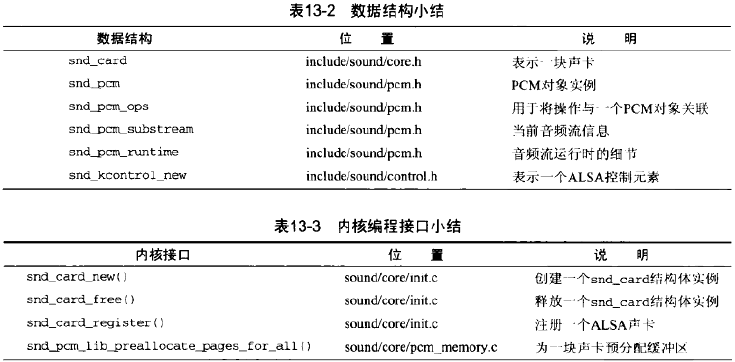 表13-2 数据结构小结
数据结构 位 置 说 明
snd_card include/sound/core.h 表示一块声卡
snd_pcm include/sound/pcm.h PCM对象实例
snd_pcm_ops include/sound/pcm.h 用于将操作与一个PCM对象关联
snd_pcm_substream include/sound/pcm.h 当前音频流信息
snd_pcm_runtime include/sound/pcm.h 音频流运行时的细节
snd_kcontrol_new include/sound/control.h 表示一个ALSA控制元素
表13-3 内核编程接口小结
内核接口 位 置 说 明
snd_card_new() sound/core/init.c 创建一个snd_card结构体实例
snd_card_free() sound/core/init.c 释放一个snd_card结构体实例
snd_card_register() sound/core/init.c 注册一个ALSA声卡
snd_pcm_lib_preallocate_pages_for_all() sound/core/pcm_memory.c 为一块声卡预分配缓冲区